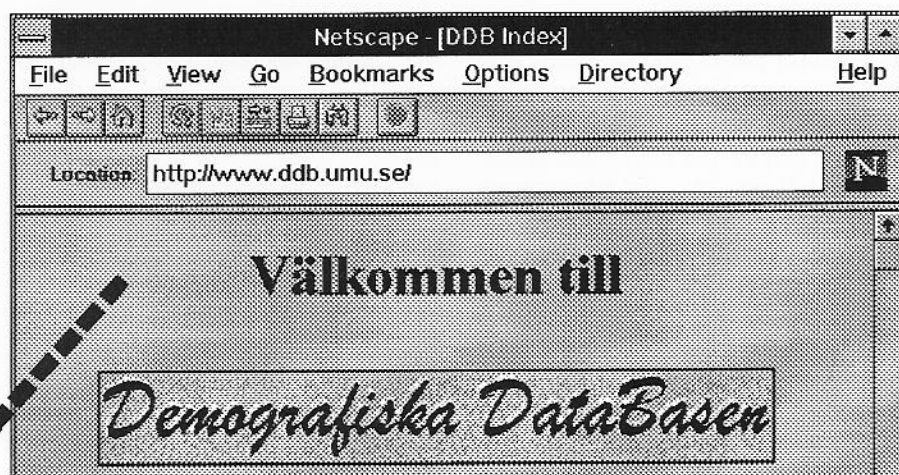 Netscape - [DDB Index]
File Edit View Go Bookmarks Options Directory Help
Location http://www.ddb.umu.se/ N
Välkommen till
Demografiska DataBasen